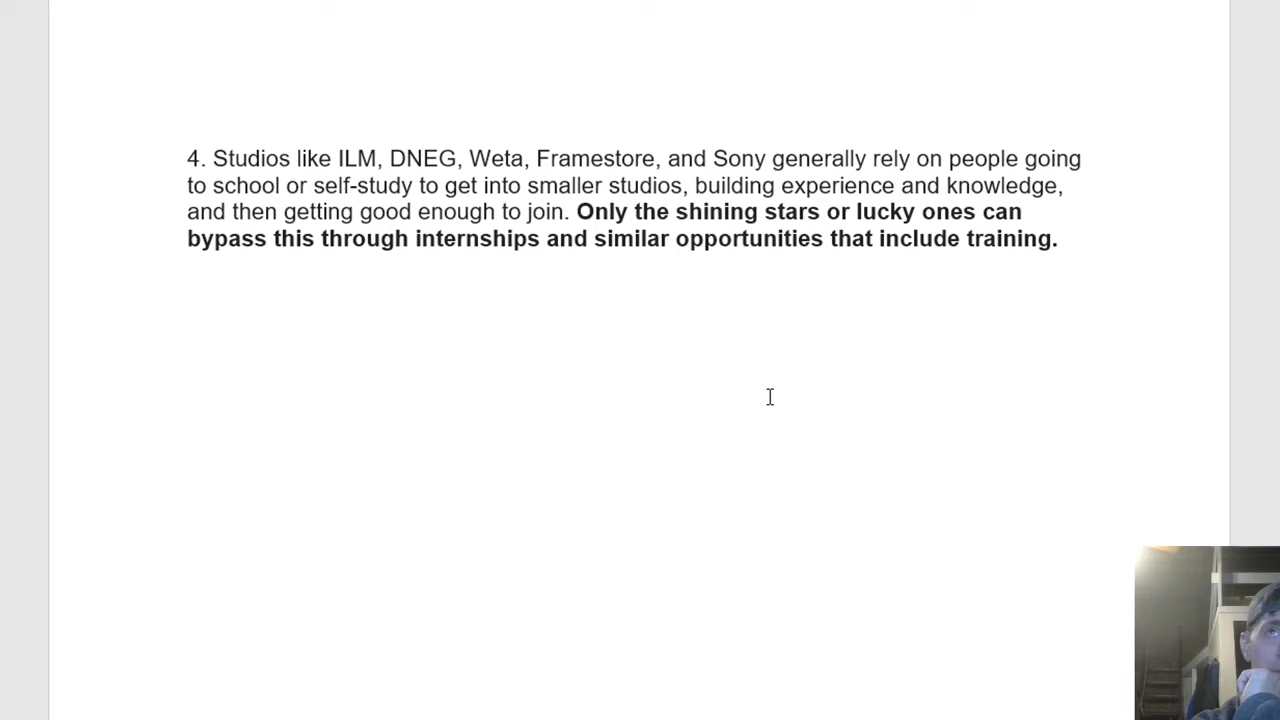 4. Studios like ILM, DNEG, Weta, Framestore, and Sony generally rely on people going
to school or self-study to get into smaller studios, building experience and knowledge,
and then getting good enough to join. Only the shining stars or lucky ones can
bypass this through internships and similar opportunities that include training.